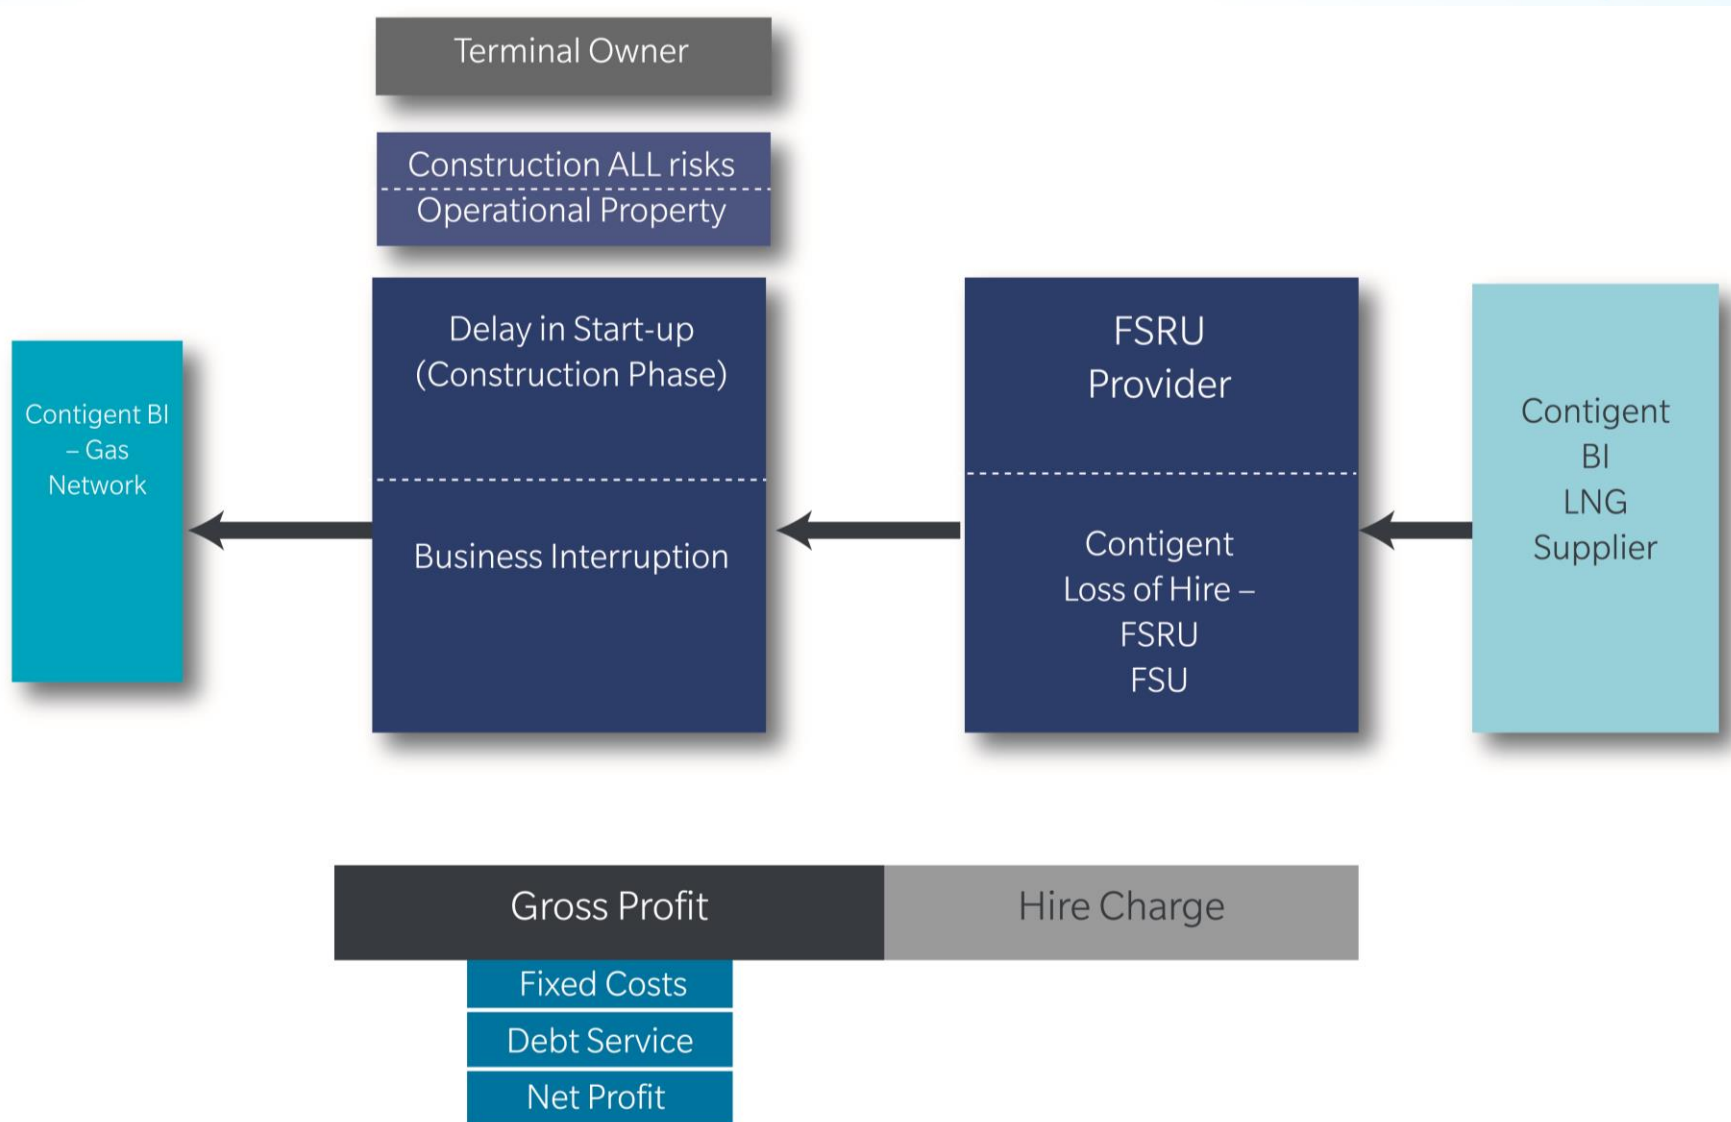 Terminal Owner
Construction ALL risks
Operational Property
Contigent BI
– Gas
Network
Delay in Start-up
(Construction Phase)
Business Interruption
FSRU
Provider
Contigent
Loss of Hire –
FSRU
FSU
Contigent
BI
LNG
Supplier
Gross Profit
Hire Charge
Fixed Costs
Debt Service
Net Profit